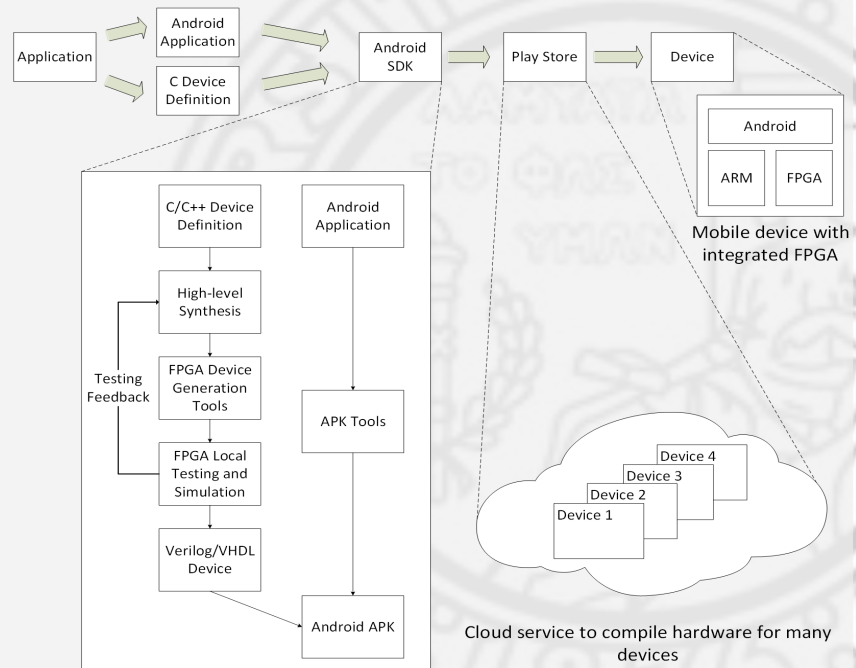 Application
Android
Application
C Device
Definition
Android
SDK
Play Store
Device
Android
ARM
FPGA
Mobile device with
integrated FPGA
C/C++ Device
Definition
Android
Application
High-level
Synthesis
FPGA Device
Generation
Tools
Testing
Feedback
APK Tools
FPGA Local
Testing and
Simulation
Verilog/VHDL
Device
Android APK
Device 4
Device 3
Device 2
Device 1
Cloud service to compile hardware for many
devices